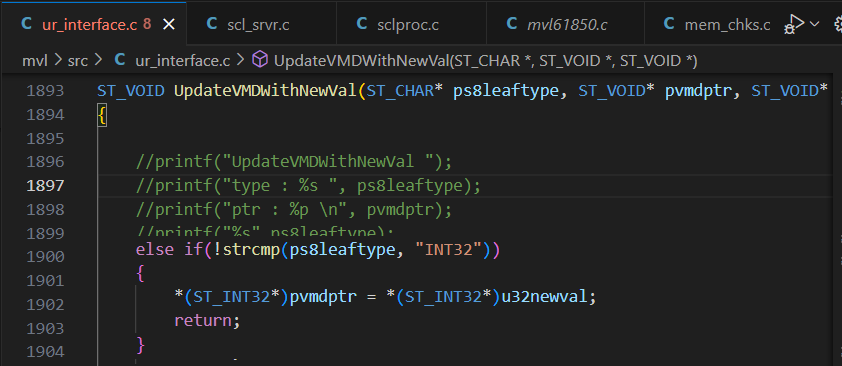 ur_interface.c 8 scl_srvr.c sclproc.c mvl61850.c mem_chks.c
mvl > src > C ur_interface.c > UpdateVMDWithNewVal(ST_CHAR *, ST_VOID *, ST_VOID *)
1893 ST_VOID UpdateVMDWithNewVal(ST_CHAR* ps8leaftype, ST_VOID* pvmdptr, ST_VOID*
1894 {
1895
1896 //printf("UpdateVMDWithNewVal ");
1897 //printf("type : %s ", ps8leaftype);
1898 //printf("ptr : %p \n", pvmdptr);
1899 //printf("%s",ps8leaftype);
1900 else if(!strcmp(ps8leaftype, "INT32"))
1901 {
1902 *(ST_INT32*)pvmdptr = *(ST_INT32*)u32newval;
1903 return;
1904 }